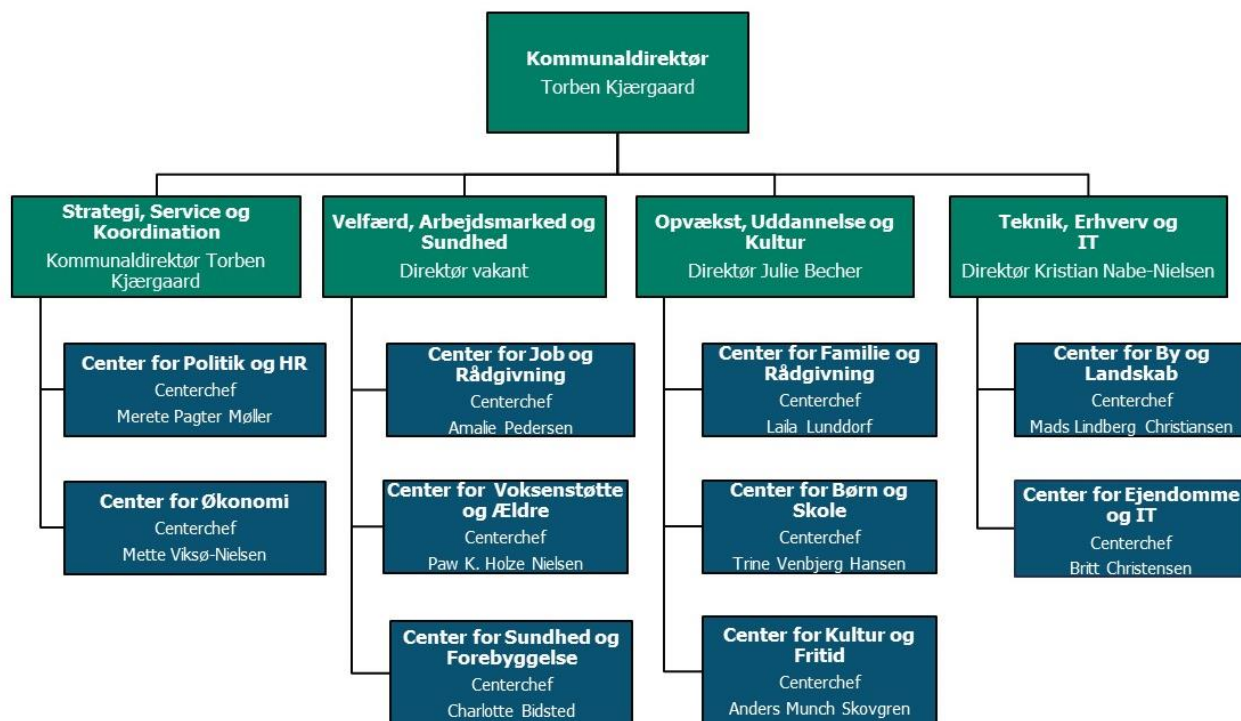 Kommunaldirektør
Torben Kjærgaard
Strategi, Service og
Koordination
Kommunaldirektør Torben
Kjærgaard
Velfærd, Arbejdsmarked og
Sundhed
Direktør vakant
Opvækst, Uddannelse og
Kultur
Direktør Julie Becher
Teknik, Erhverv og
IT
Direktør Kristian Nabe-Nielsen
Center for Politik og HR
Centerchef
Merete Pagter Møller
Center for Økonomi
Centerchef
Mette Viksø-Nielsen
Center for Job og
Rådgivning
Centerchef
Amalie Pedersen
Center for Voksenstøtte
og Ældre
Centerchef
Paw K. Holze Nielsen
Center for Sundhed og
Forebyggelse
Centerchef
Charlotte Bidsted
Center for Familie og
Rådgivning
Centerchef
Laila Lunddorf
Center for Børn og
Skole
Centerchef
Trine Venbjerg Hansen
Center for Kultur og
Fritid
Centerchef
Anders Munch Skovgren
Center for By og
Landskab
Centerchef
Mads Lindberg Christiansen
Center for Ejendomme
og IT
Centerchef
Britt Christensen